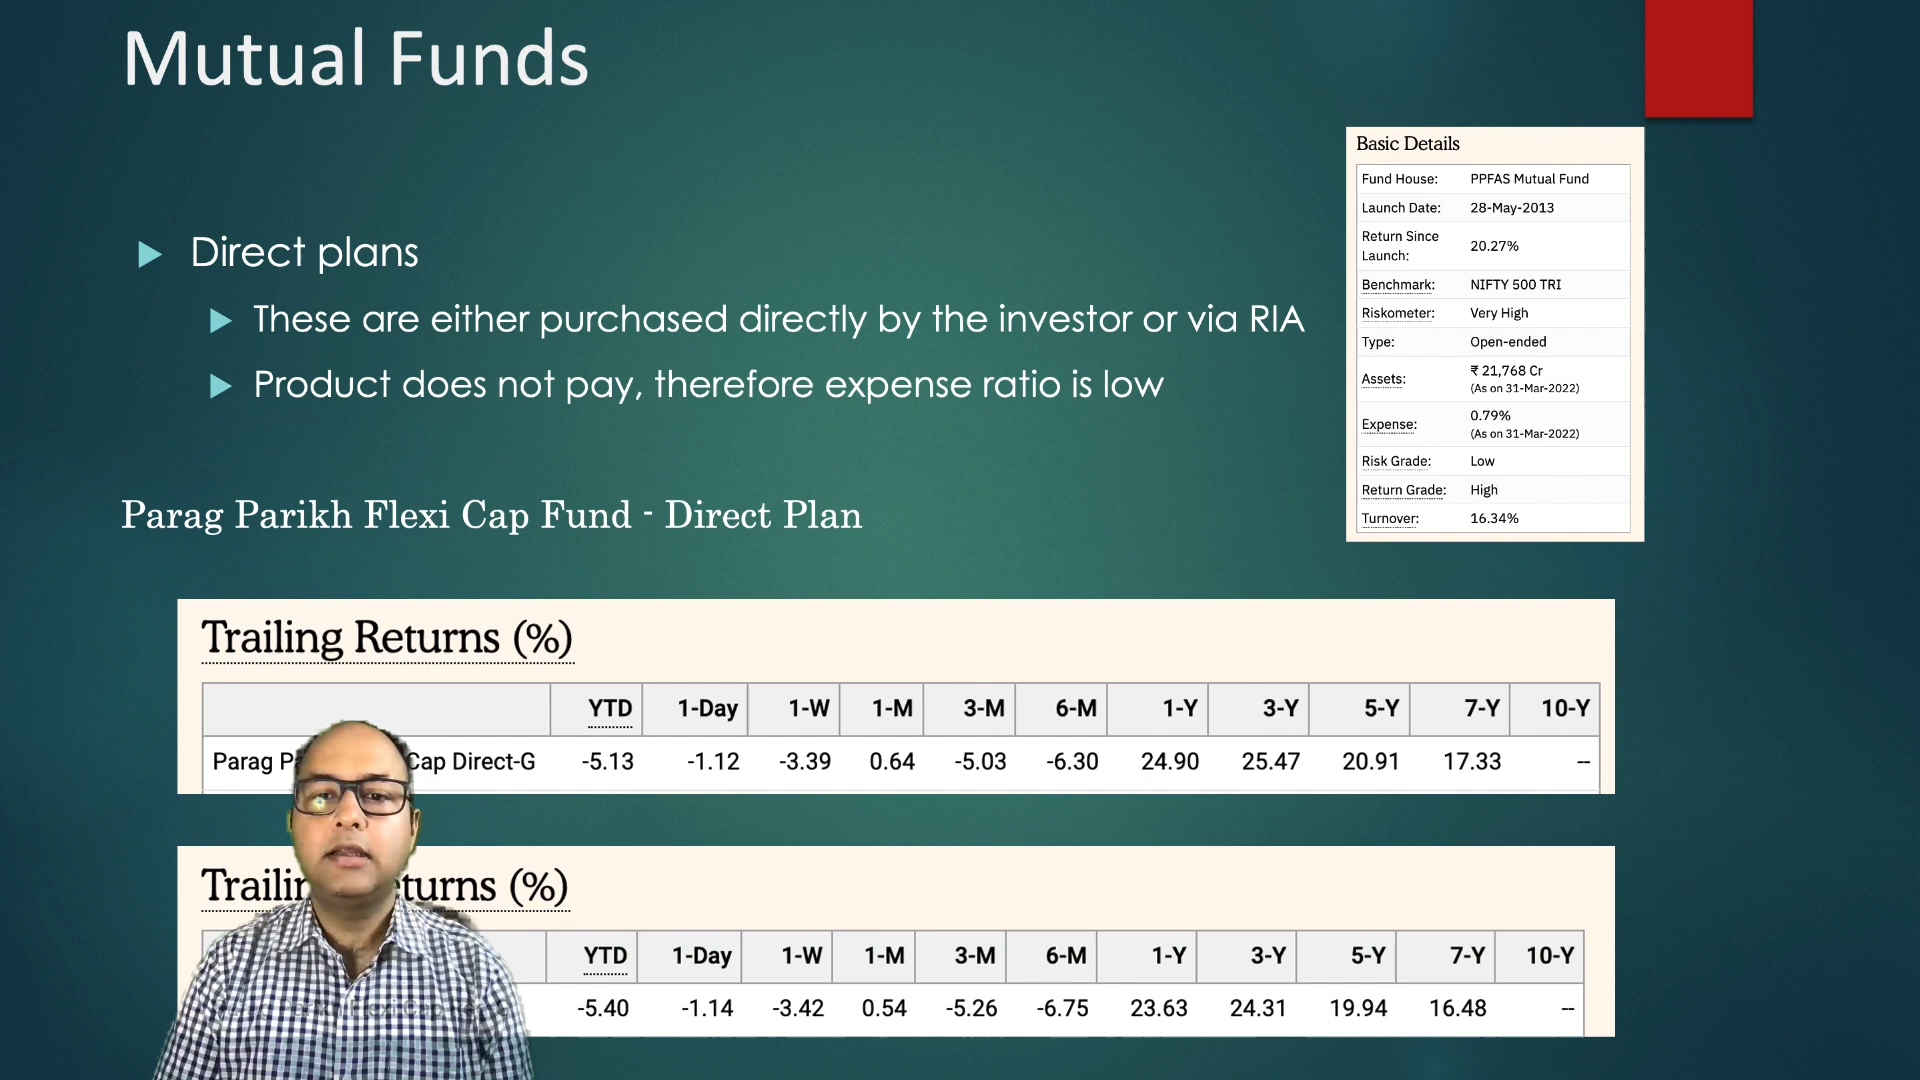 Mutual Funds
Direct plans
These are either purchased directly by the investor or via RIA
Product does not pay, therefore expense ratio is low
Basic Details
Fund House: PPFAS Mutual Fund
Launch Date: 28-May-2013
Return Since Launch: 20.27%
Benchmark: NIFTY 500 TRI
Riskometer: Very High
Type: Open-ended
Assets: ₹ 21,768 Cr
(As on 31-Mar-2022)
Expense: 0.79%
(As on 31-Mar-2022)
Risk Grade: Low
Return Grade: High
Turnover: 16.34%
Parag Parikh Flexi Cap Fund - Direct Plan
Trailing Returns (%)
YTD 1-Day 1-W 1-M 3-M 6-M 1-Y 3-Y 5-Y 7-Y 10-Y
Parag Cap Direct-G -5.13 -1.12 -3.39 0.64 -5.03 -6.30 24.90 25.47 20.91 17.33 --
Trailing Returns (%)
YTD 1-Day 1-W 1-M 3-M 6-M 1-Y 3-Y 5-Y 7-Y 10-Y
-5.40 -1.14 -3.42 0.54 -5.26 -6.75 23.63 24.31 19.94 16.48 --